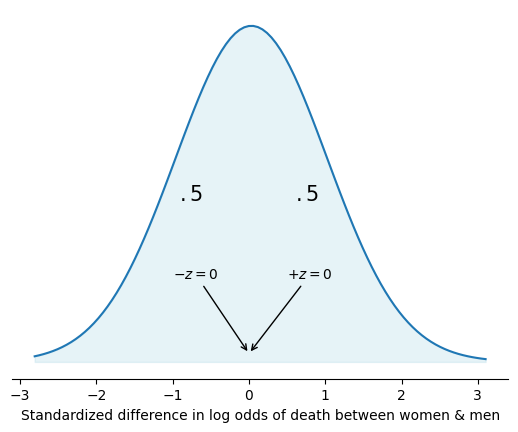 .5 .5
−z = 0 +z = 0
−3 −2 −1 0 1 2 3
Standardized difference in log odds of death between women & men